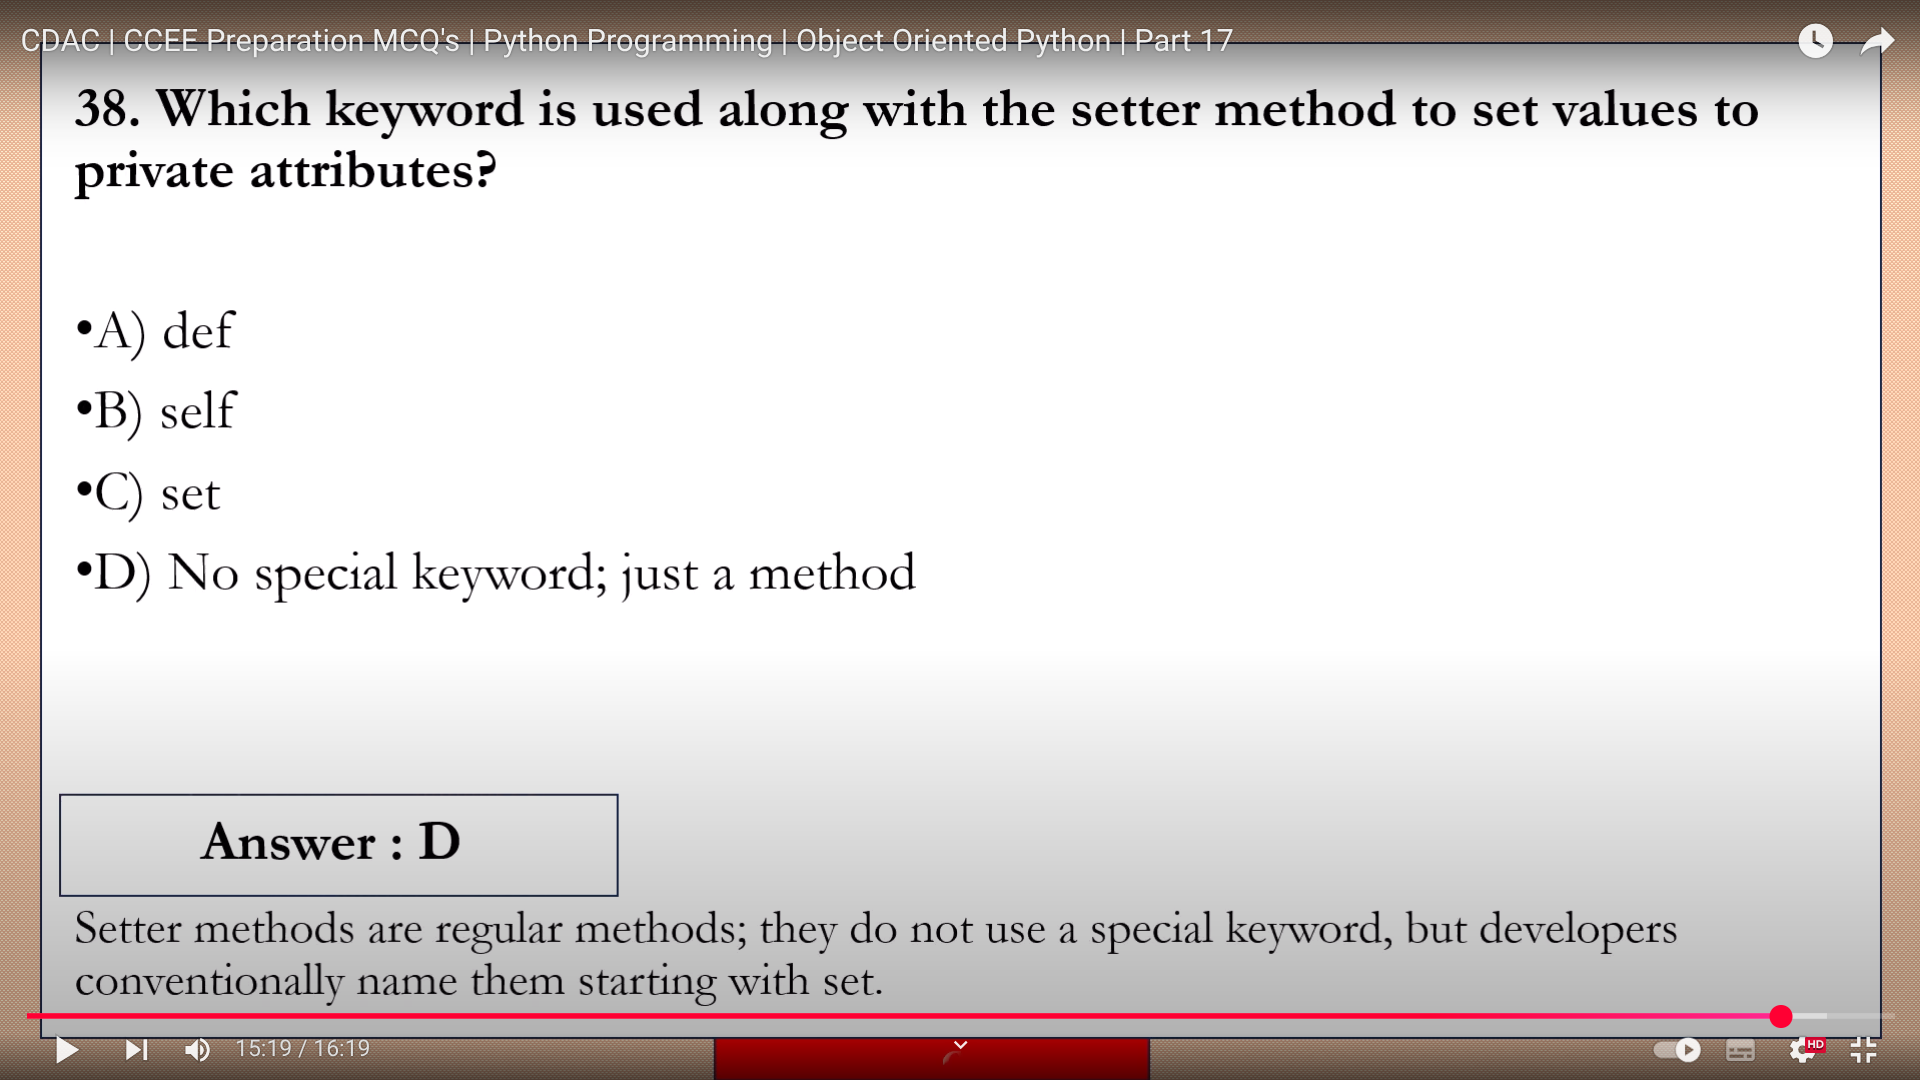 CDAC | CCEE Preparation MCQ's | Python Programming | Object Oriented Python | Part 17
38. Which keyword is used along with the setter method to set values to
private attributes?
•A) def
•B) self
•C) set
•D) No special keyword; just a method
Answer : D
Setter methods are regular methods; they do not use a special keyword, but developers
conventionally name them starting with set.
15:19 / 16:19
HD